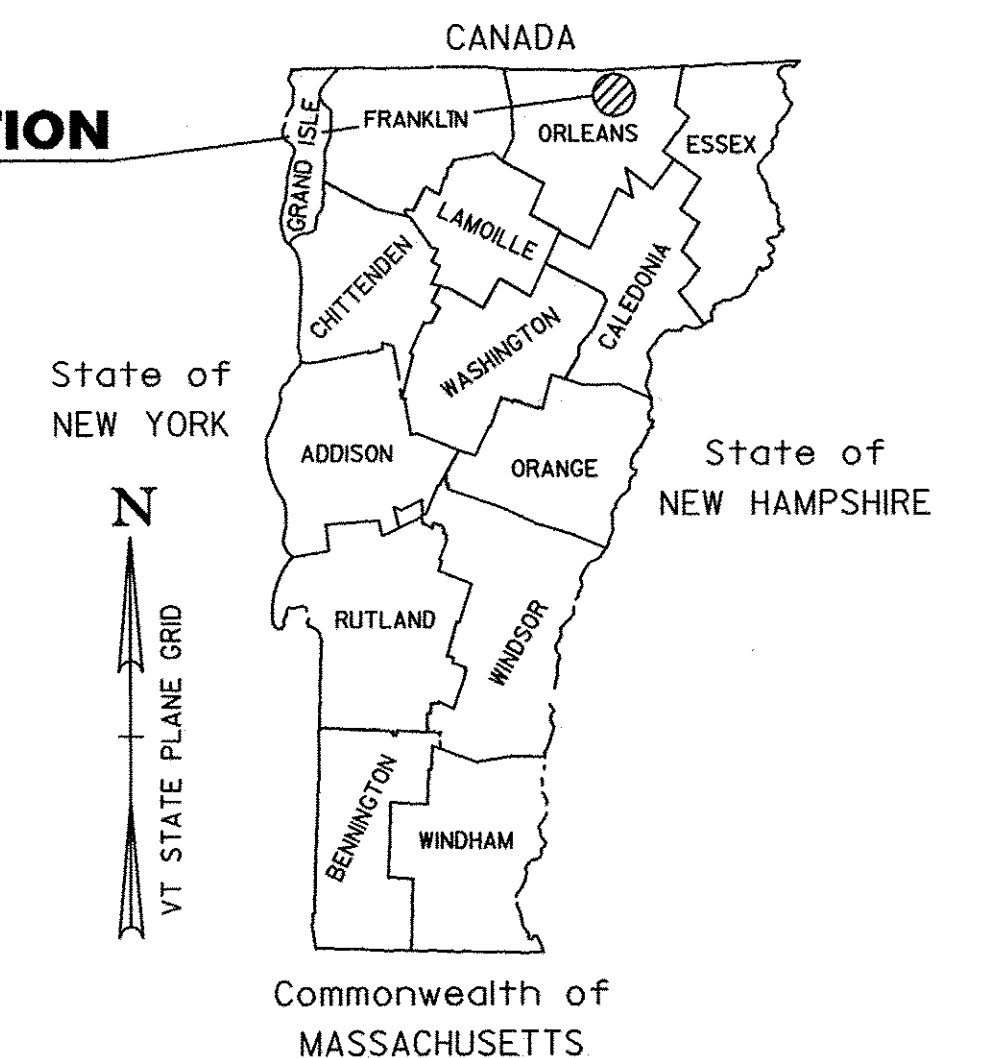 CANADA
TION
GRAND ISLE
FRANKLIN
ORLEANS
ESSEX
LAMOILLE
CHITTENDEN
CALEDONIA
WASHINGTON
State of
NEW YORK
ADDISON
ORANGE
State of
NEW HAMPSHIRE
N
VT STATE PLANE GRID
RUTLAND
WINDSOR
BENNINGTON
WINDHAM
Commonwealth of
MASSACHUSETTS